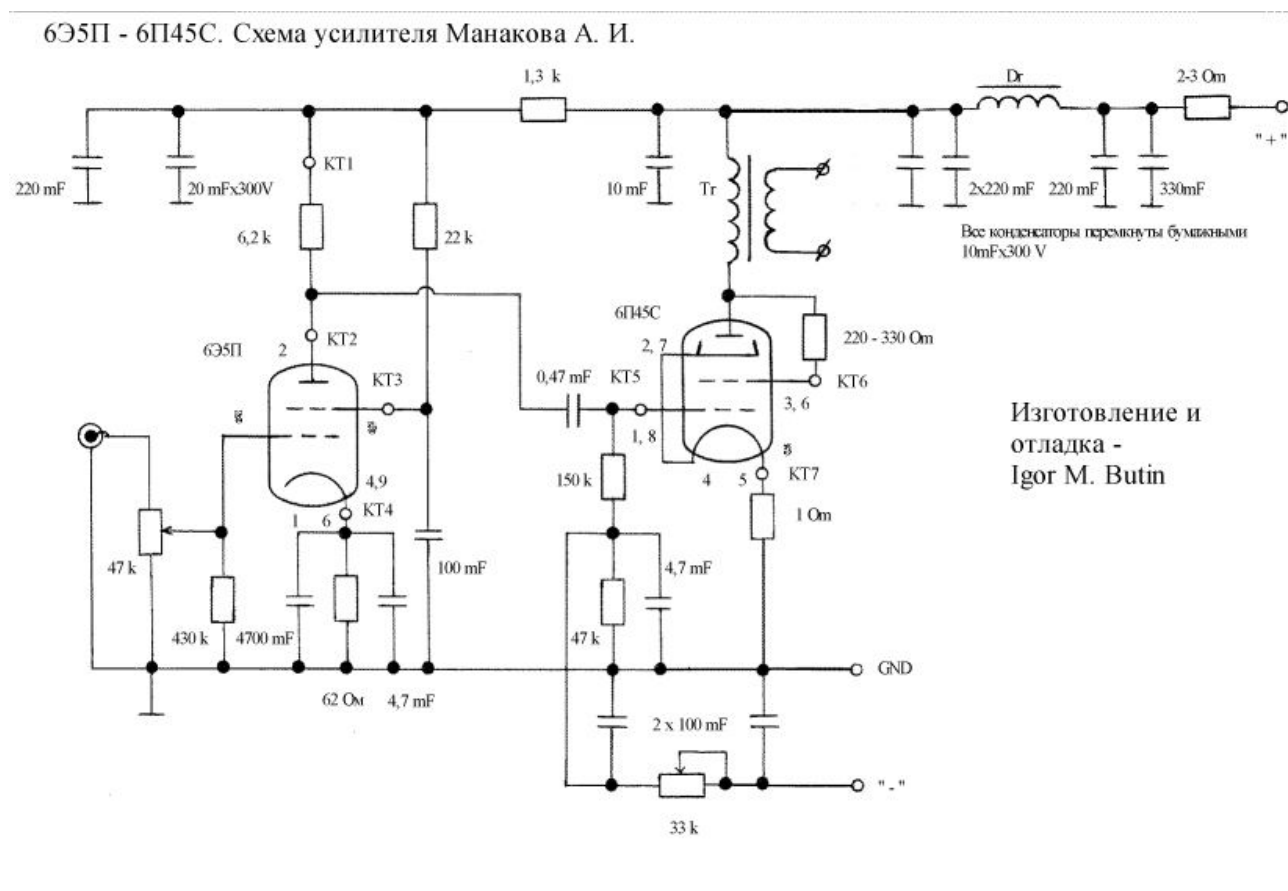 6Э5П - 6П45С. Схема усилителя Манакова А. И.
1,3 k
Dr
2-3 Om
"+"
220 mF
20 mFx300V
KT1
10 mF
Tr
2x220 mF
220 mF
330mF
6,2 k
22 k
Все конденсаторы перемкнуты бумажными
10mFx300 V
6П45С
6Э5П
2
KT2
2, 7
220 - 330 Om
KT3
0,47 mF
KT5
KT6
3, 6
1, 8
Изготовление и
отладка -
Igor M. Butin
4,9
150 k
4
5
KT7
1
6
KT4
1 Om
47 k
100 mF
4,7 mF
430 k
4700 mF
47 k
GND
62 Ом
4,7 mF
2 x 100 mF
"-"
33 k